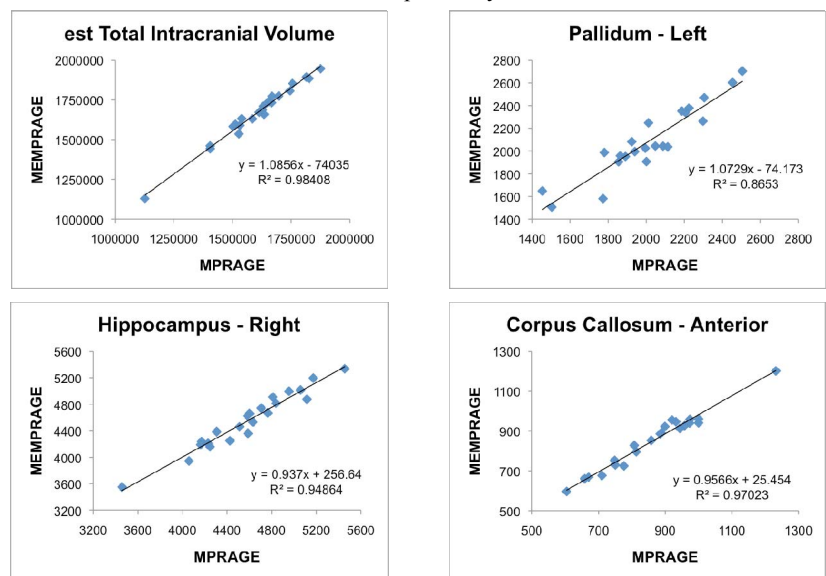 est Total Intracranial Volume
2000000
1750000
1500000
1250000
1000000
MEMPRAGE
y = 1.0856x - 74035
R² = 0.98408
1000000 1250000 1500000 1750000 2000000
MPRAGE
Pallidum - Left
2800
2600
2400
2200
2000
1800
1600
1400
MEMPRAGE
y = 1.0729x - 74.173
R² = 0.8653
1400 1600 1800 2000 2200 2400 2600 2800
MPRAGE
Hippocampus - Right
5600
5200
4800
4400
4000
3600
3200
MEMPRAGE
y = 0.937x + 256.64
R² = 0.94864
3200 3600 4000 4400 4800 5200 5600
MPRAGE
Corpus Callosum - Anterior
1300
1100
900
700
500
MEMPRAGE
y = 0.9566x + 25.454
R² = 0.97023
500 700 900 1100 1300
MPRAGE